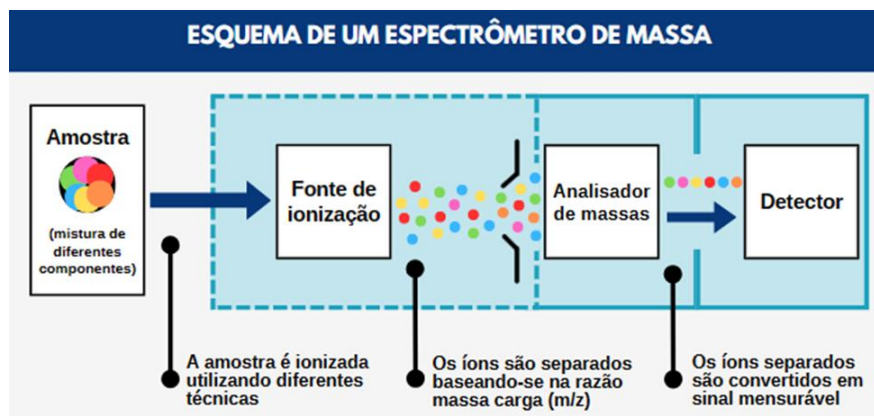 ESQUEMA DE UM ESPECTRÔMETRO DE MASSA
Amostra
(mistura de
diferentes
componentes)
Fonte de
ionização
Analisador
de massas
Detector
A amostra é ionizada
utilizando diferentes
técnicas
Os íons são separados
baseando-se na razão
massa carga (m/z)
Os íons separados
são convertidos em
sinal mensurável